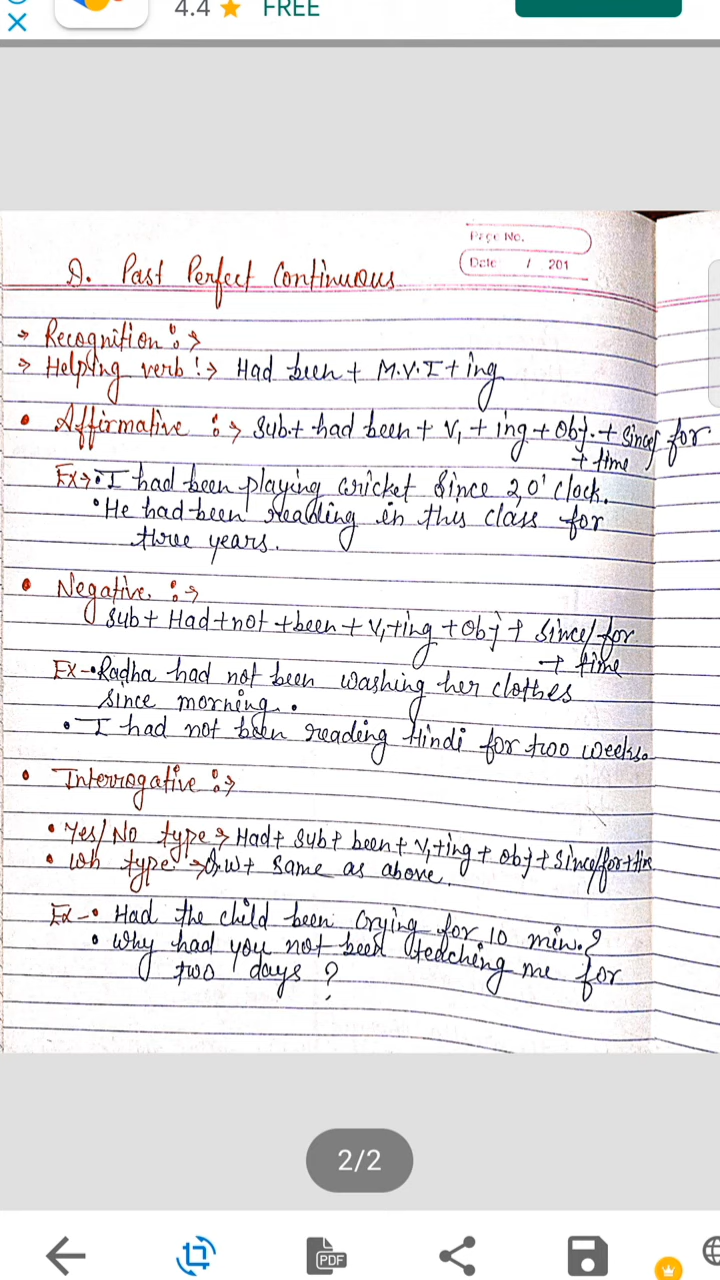 4.4 ★ FREE
Page No.
Date / 201
D. Past Perfect Continuous
→ Recognition :→
→ Helping verb :→ Had been + M.V.I + ing
• Affirmative :→ Sub.+ had been + V1 + ing + Obj. + Since/for
+ time
Ex→ • I had been playing cricket Since 2 O'clock.
• He had been reading in this class for
three years.
• Negative :→
Sub + Had + not + been + V1+ing + Obj + Since/for
→ time
Ex - • Radha had not been washing her clothes
since morning.
• I had not been reading Hindi for two weeks.
• Interrogative :→
• Yes/No type → Had + Sub + been + V1+ing + obj + since/for+time
• Wh type → Q.W + Same as above.
Ex - • Had the child been crying for 10 min.?
• Why had you not been teaching me for
two days ?
2/2
PDF